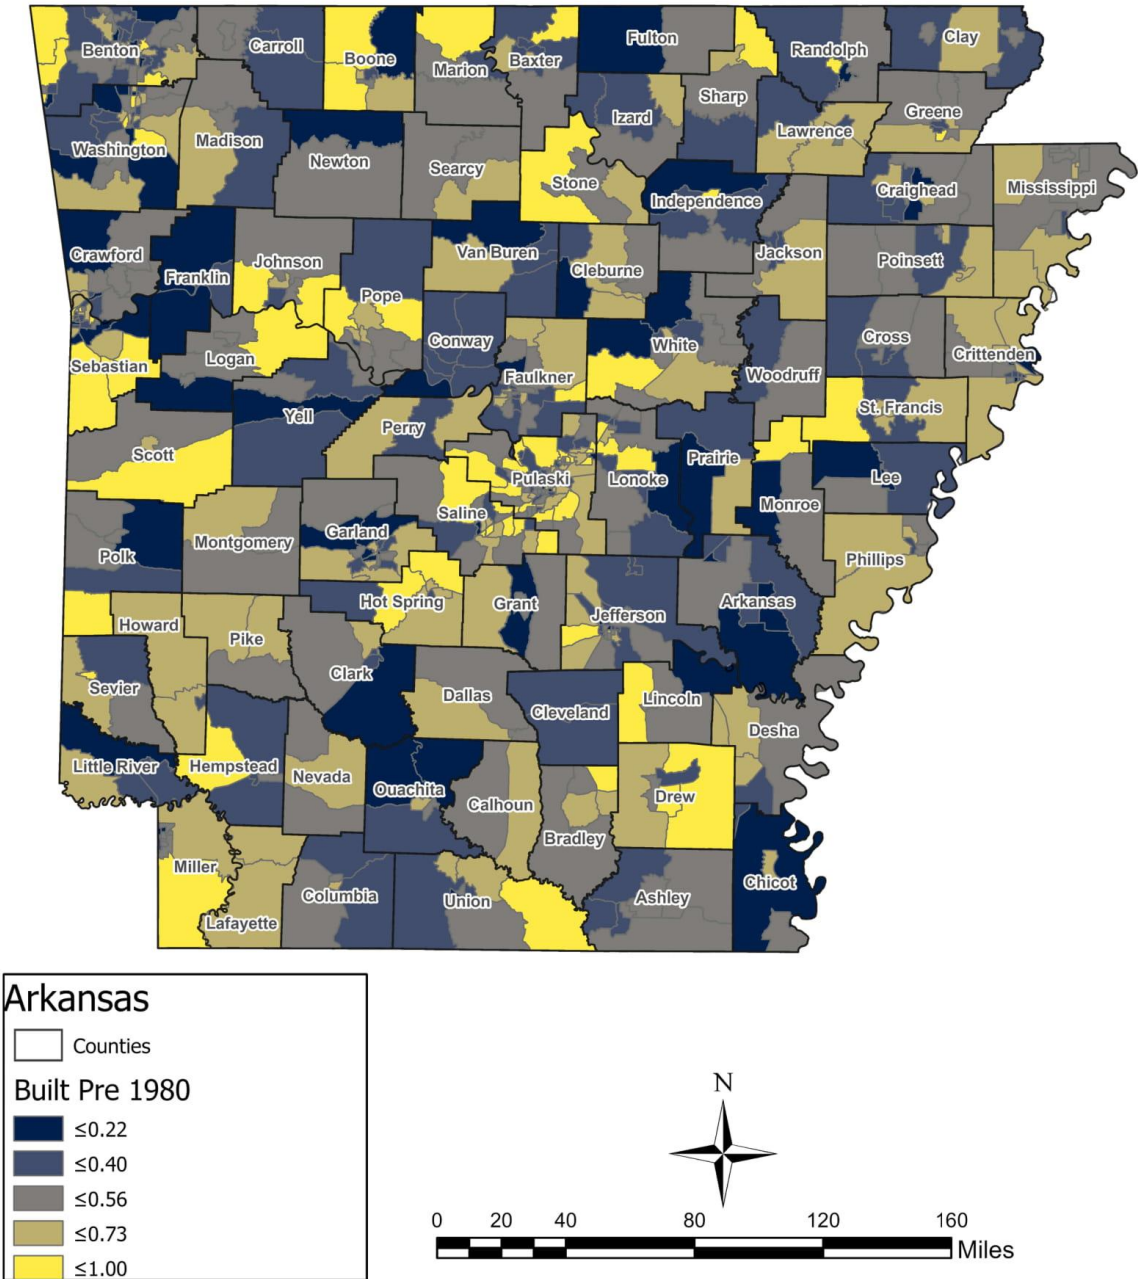 Benton
Carroll
Boone
Marion
Baxter
Fulton
Randolph
Clay
Sharp
Izard
Greene
Lawrence
Washington
Madison
Newton
Searcy
Stone
Independence
Craighead
Mississippi
Crawford
Franklin
Johnson
Pope
Van Buren
Cleburne
Jackson
Poinsett
Sebastian
Logan
Conway
Faulkner
White
Woodruff
Cross
Crittenden
Yell
Perry
St. Francis
Scott
Pulaski
Lonoke
Prairie
Lee
Saline
Monroe
Polk
Montgomery
Garland
Phillips
Howard
Pike
Hot Spring
Grant
Jefferson
Arkansas
Sevier
Clark
Dallas
Cleveland
Lincoln
Desha
Little River
Hempstead
Nevada
Ouachita
Calhoun
Drew
Bradley
Miller
Lafayette
Columbia
Union
Ashley
Chicot
Arkansas
Counties
Built Pre 1980
≤0.22
≤0.40
≤0.56
≤0.73
≤1.00
N
0 20 40 80 120 160
Miles